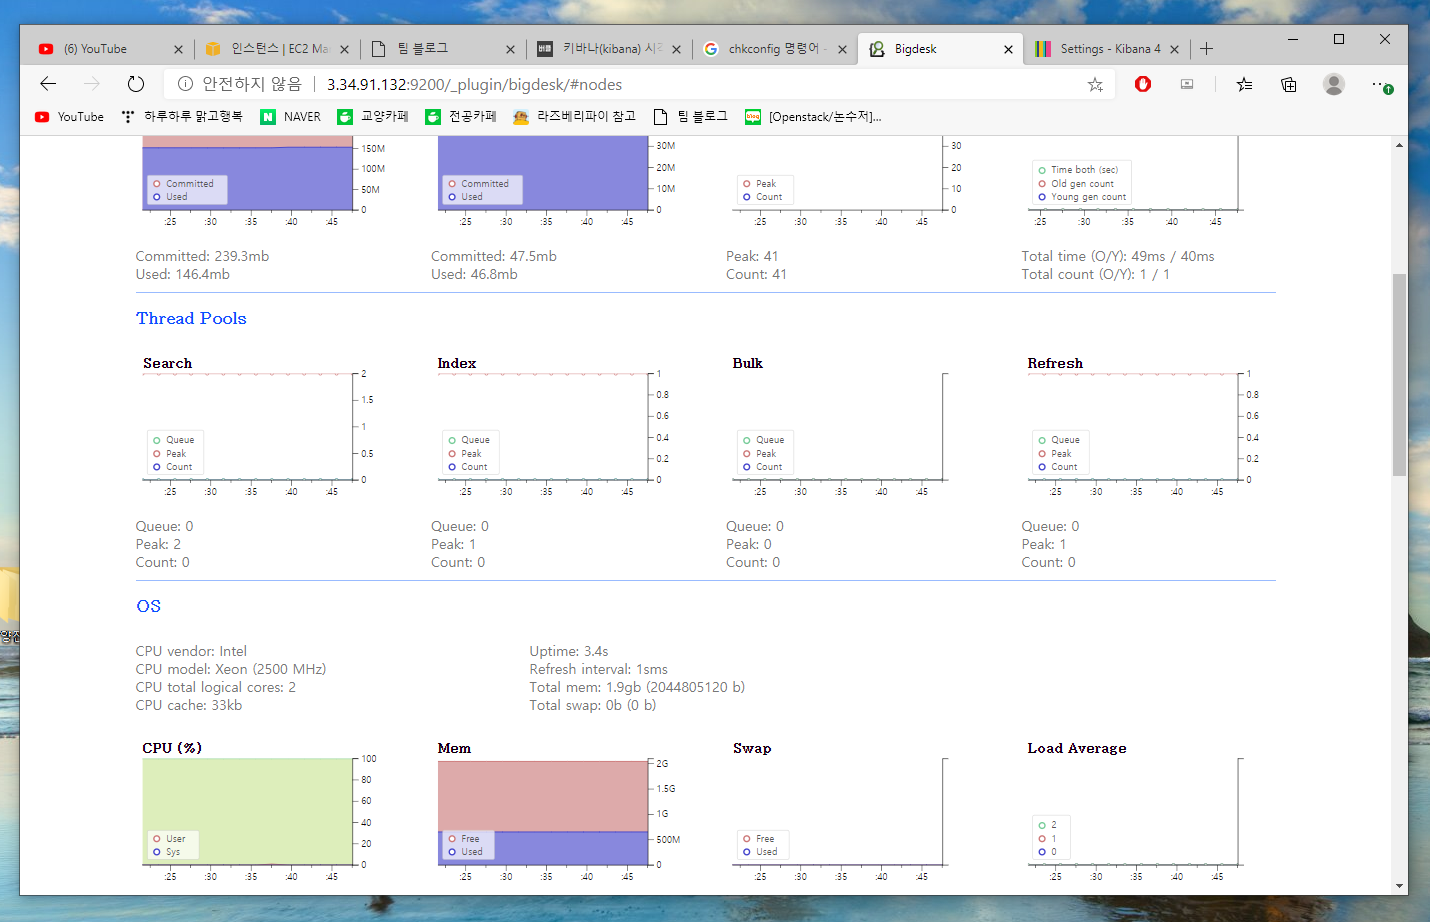 (6) YouTube
인스턴스 | EC2 Ma
팀 블로그
키바나(kibana) 시
chkconfig 명령어 -
Bigdesk
Settings - Kibana 4
안전하지 않음 | 3.34.91.132:9200/_plugin/bigdesk/#nodes
YouTube
하루하루 맑고행복
NAVER
교양카페
전공카페
라즈베리파이 참고
팀 블로그
[Openstack/논수저]...
150M
100M
50M
0
Committed
Used
:25 :30 :35 :40 :45
30M
20M
10M
0
Committed
Used
:25 :30 :35 :40 :45
30
20
10
0
Peak
Count
:25 :30 :35 :40 :45
Time both (sec)
Old gen count
Young gen count
:25 :30 :35 :40 :45
Committed: 239.3mb
Used: 146.4mb
Committed: 47.5mb
Used: 46.8mb
Peak: 41
Count: 41
Total time (O/Y): 49ms / 40ms
Total count (O/Y): 1 / 1
Thread Pools
Search
2
1.5
1
0.5
0
Queue
Peak
Count
:25 :30 :35 :40 :45
Index
1
0.8
0.6
0.4
0.2
0
Queue
Peak
Count
:25 :30 :35 :40 :45
Bulk
Queue
Peak
Count
:25 :30 :35 :40 :45
Refresh
1
0.8
0.6
0.4
0.2
0
Queue
Peak
Count
:25 :30 :35 :40 :45
Queue: 0
Peak: 2
Count: 0
Queue: 0
Peak: 1
Count: 0
Queue: 0
Peak: 0
Count: 0
Queue: 0
Peak: 1
Count: 0
OS
CPU vendor: Intel
CPU model: Xeon (2500 MHz)
CPU total logical cores: 2
CPU cache: 33kb
Uptime: 3.4s
Refresh interval: 1sms
Total mem: 1.9gb (2044805120 b)
Total swap: 0b (0 b)
CPU (%)
100
80
60
40
20
0
User
Sys
:25 :30 :35 :40 :45
Mem
2G
1.5G
1G
500M
0
Free
Used
:25 :30 :35 :40 :45
Swap
Free
Used
:25 :30 :35 :40 :45
Load Average
2
1
0
:25 :30 :35 :40 :45